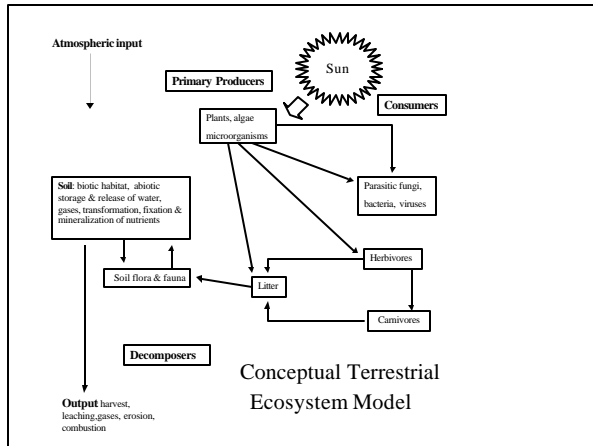 Atmospheric input
Sun
Primary Producers
Consumers
Plants, algae
microorganisms
Soil: biotic habitat, abiotic
storage & release of water,
gases, transformation, fixation &
mineralization of nutrients
Parasitic fungi,
bacteria, viruses
Herbivores
Soil flora & fauna
Litter
Carnivores
Decomposers
Conceptual Terrestrial
Ecosystem Model
Output: harvest,
leaching,gases, erosion,
combustion